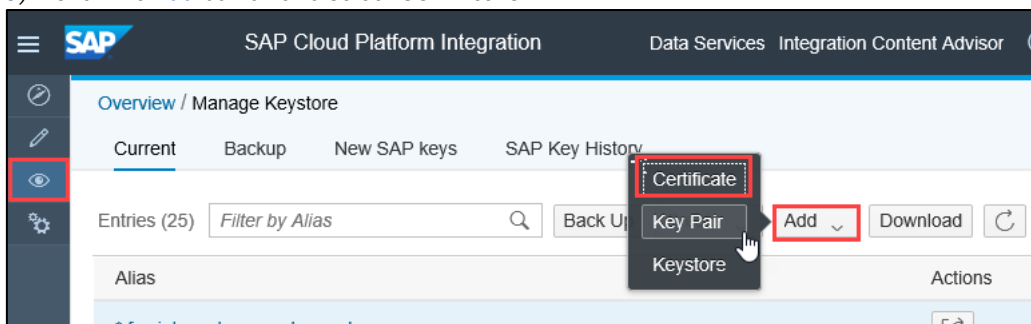 SAP SAP Cloud Platform Integration Data Services Integration Content Advisor
Overview / Manage Keystore
Current Backup New SAP keys SAP Key History
Certificate
Entries (25) Filter by Alias Back Up Key Pair Add Download
Keystore
Alias Actions